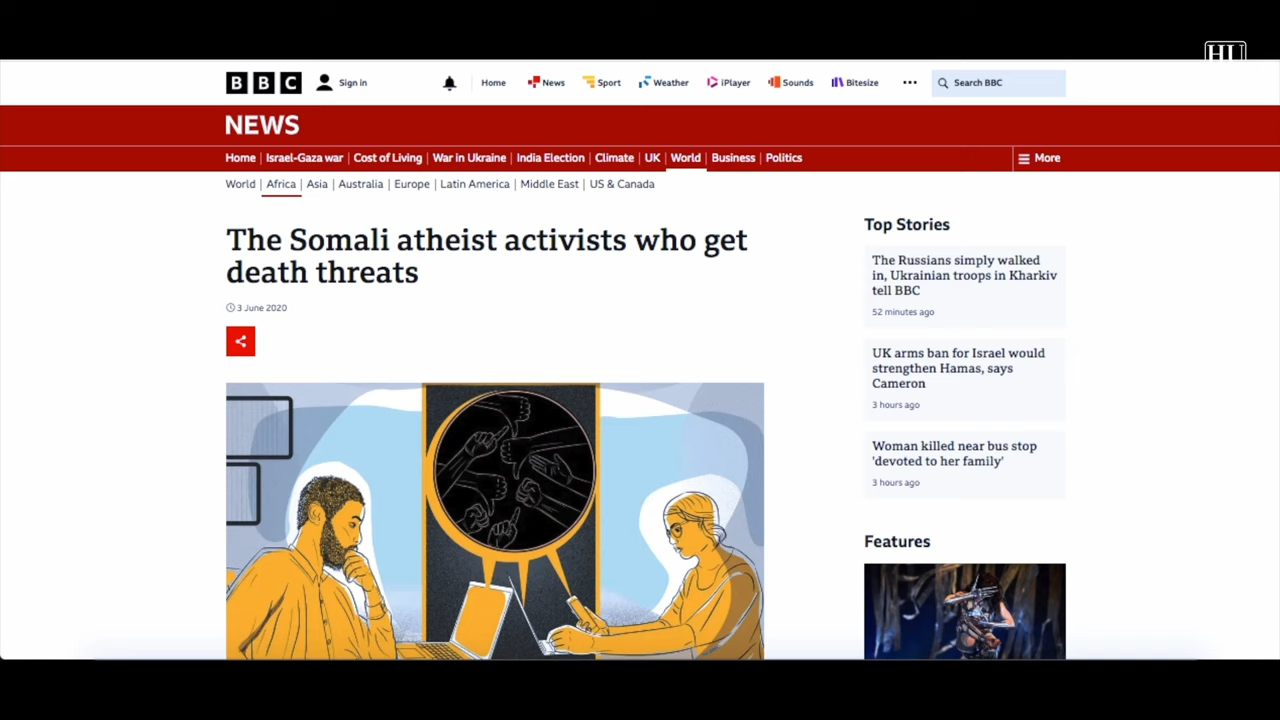 HU
BBC Sign in Home News Sport Weather iPlayer Sounds Bitesize ... Search BBC
NEWS
Home | Israel-Gaza war | Cost of Living | War in Ukraine | India Election | Climate | UK | World | Business | Politics More
World | Africa | Asia | Australia | Europe | Latin America | Middle East | US & Canada
The Somali atheist activists who get
death threats
3 June 2020
Top Stories
The Russians simply walked
in, Ukrainian troops in Kharkiv
tell BBC
52 minutes ago
UK arms ban for Israel would
strengthen Hamas, says
Cameron
3 hours ago
Woman killed near bus stop
'devoted to her family'
3 hours ago
Features